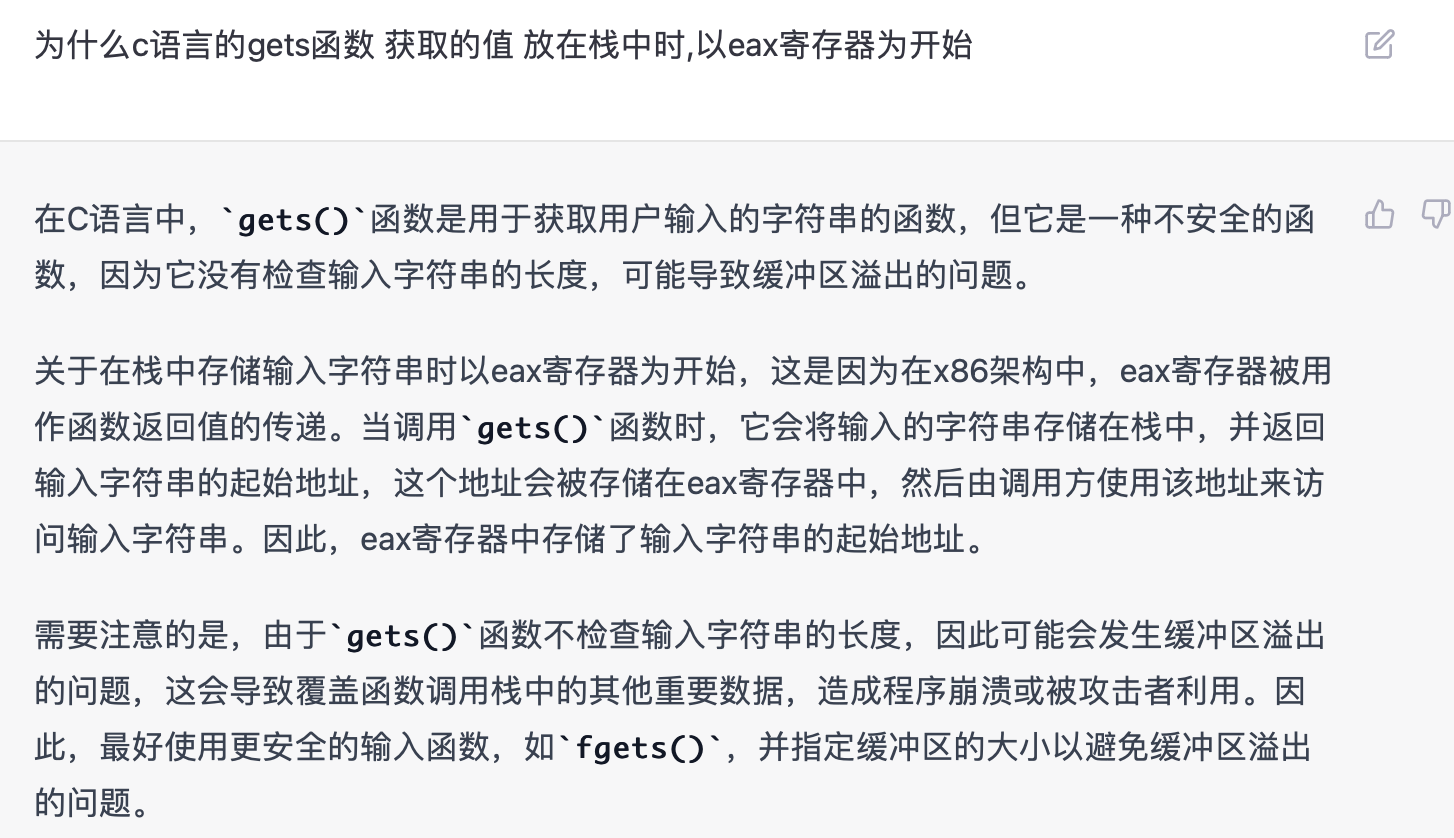 为什么c语言的gets函数 获取的值 放在栈中时,以eax寄存器为开始
在C语言中，`gets()`函数是用于获取用户输入的字符串的函数，但它是一种不安全的函
数，因为它没有检查输入字符串的长度，可能导致缓冲区溢出的问题。
关于在栈中存储输入字符串时以eax寄存器为开始，这是因为在x86架构中，eax寄存器被用
作函数返回值的传递。当调用`gets()`函数时，它会将输入的字符串存储在栈中，并返回
输入字符串的起始地址，这个地址会被存储在eax寄存器中，然后由调用方使用该地址来访
问输入字符串。因此，eax寄存器中存储了输入字符串的起始地址。
需要注意的是，由于`gets()`函数不检查输入字符串的长度，因此可能会发生缓冲区溢出
的问题，这会导致覆盖函数调用栈中的其他重要数据，造成程序崩溃或被攻击者利用。因
此，最好使用更安全的输入函数，如`fgets()`，并指定缓冲区的大小以避免缓冲区溢出
的问题。